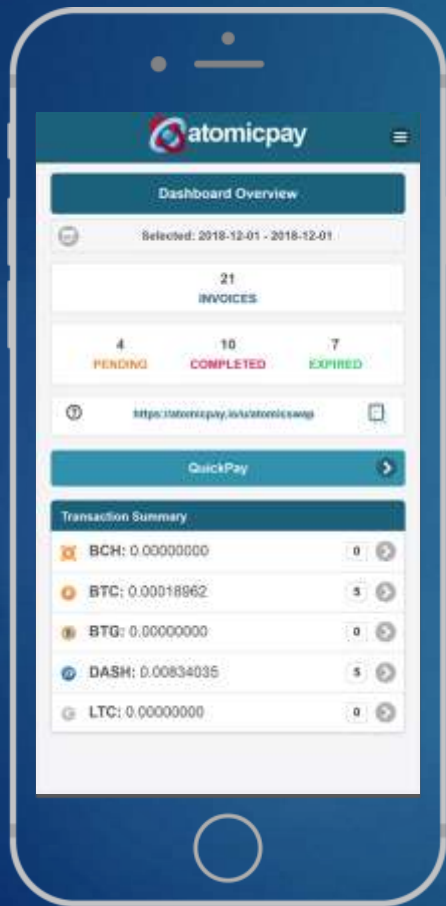 atomicpay
Dashboard Overview
Selected: 2018-12-01 - 2018-12-01
21
INVOICES
4 10 7
PENDING COMPLETED EXPIRED
https://atomicpay.io/u/atomicswap
QuickPay
Transaction Summary
BCH: 0.00000000 0
BTC: 0.00018962 5
BTG: 0.00000000 0
DASH: 0.00834035 5
LTC: 0.00000000 0